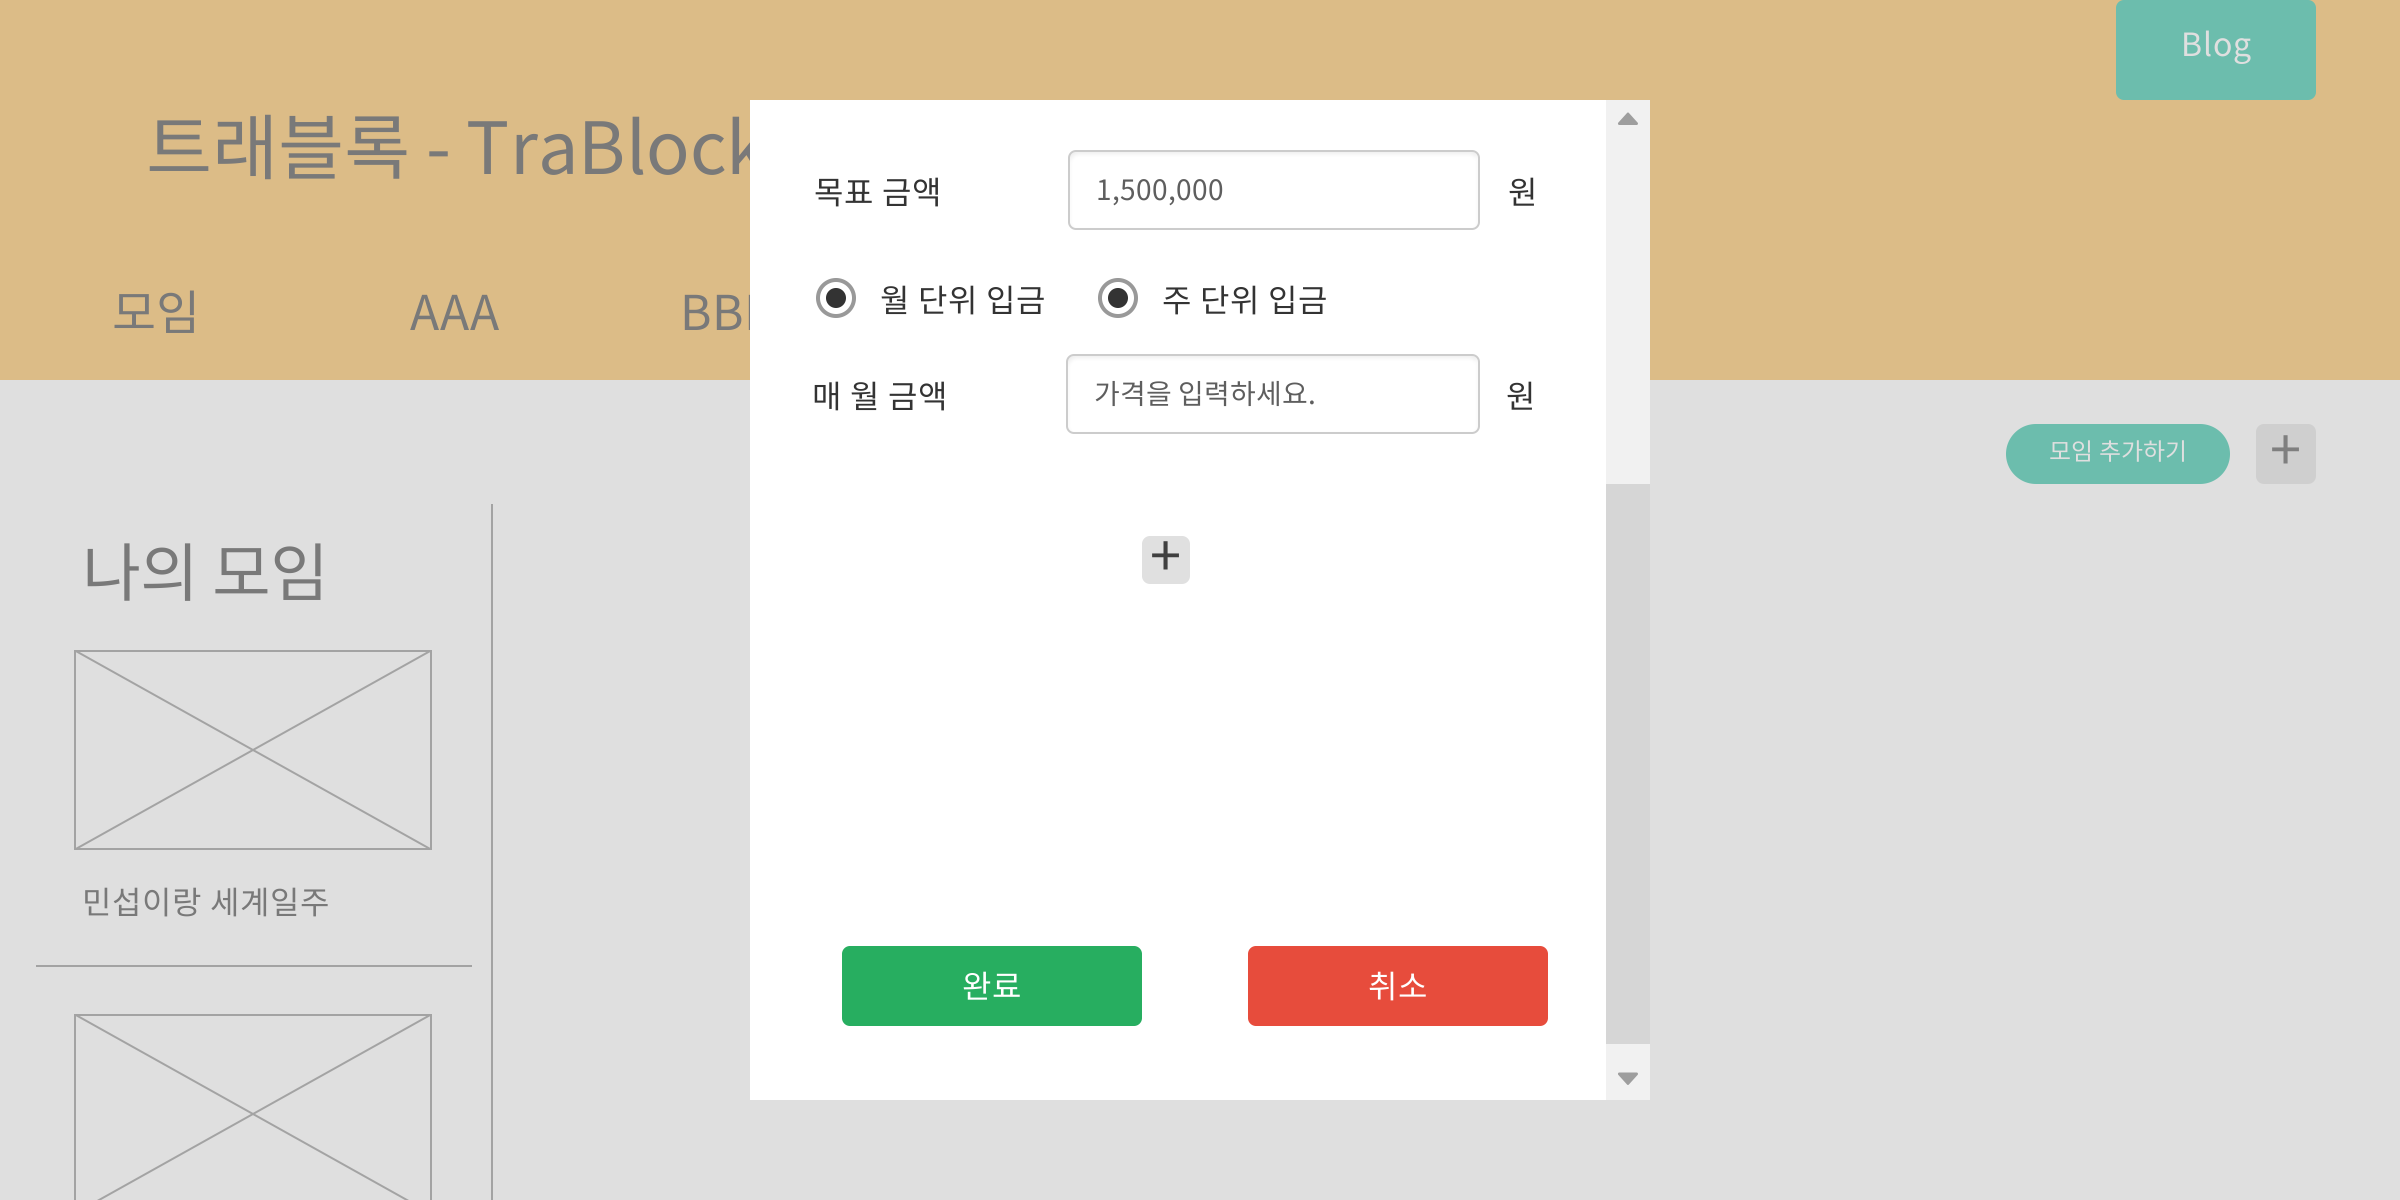 Blog
트래블록 - TraBlock
모임
AAA
목표 금액
1,500,000
원
월 단위 입금
주 단위 입금
매 월 금액
가격을 입력하세요.
원
모임 추가하기
+
나의 모임
+
민섭이랑 세계일주
완료
취소